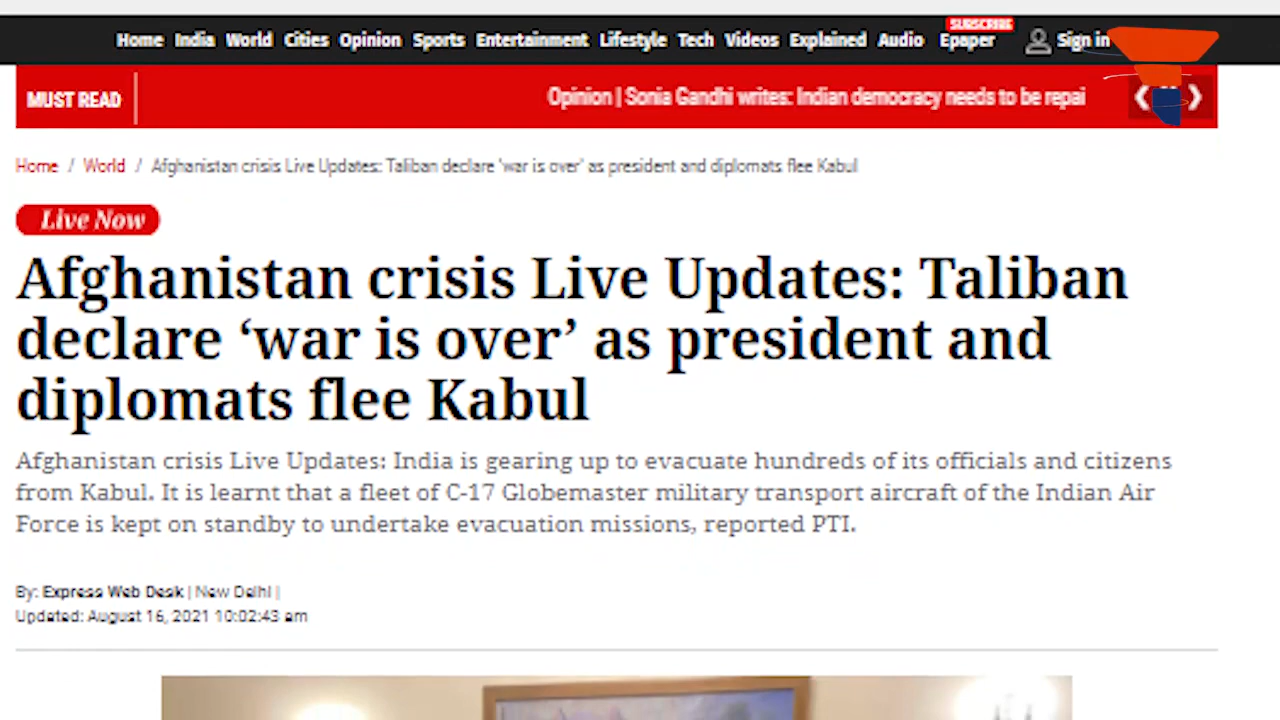 SUBSCRIBE
Home India World Cities Opinion Sports Entertainment Lifestyle Tech Videos Explained Audio Epaper Sign in
MUST READ Opinion | Sonia Gandhi writes: Indian democracy needs to be repai
Home / World / Afghanistan crisis Live Updates: Taliban declare 'war is over' as president and diplomats flee Kabul
Live Now
Afghanistan crisis Live Updates: Taliban
declare ‘war is over’ as president and
diplomats flee Kabul
Afghanistan crisis Live Updates: India is gearing up to evacuate hundreds of its officials and citizens
from Kabul. It is learnt that a fleet of C-17 Globemaster military transport aircraft of the Indian Air
Force is kept on standby to undertake evacuation missions, reported PTI.
By: Express Web Desk | New Delhi |
Updated: August 16, 2021 10:02:43 am